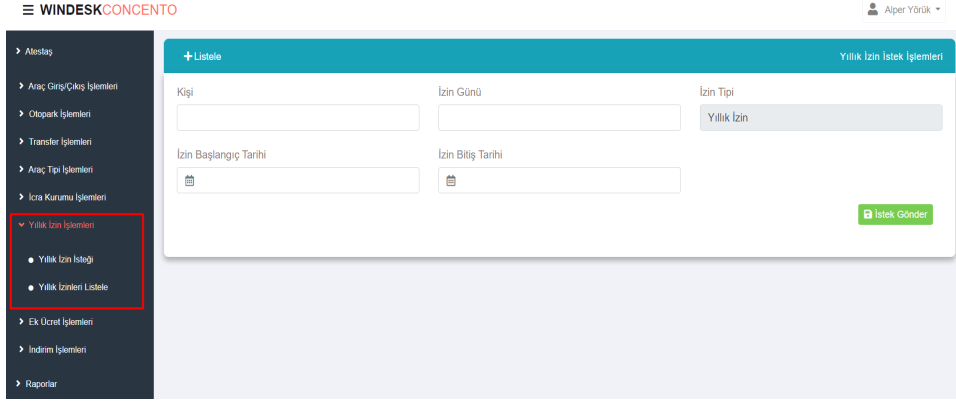 WINDESKCONCENTO
Alper Yörük
Atestaş
Araç Giriş/Çıkış İşlemleri
Otopark İşlemleri
Transfer İşlemleri
Araç Tipi İşlemleri
İcra Kurumu İşlemleri
Yıllık İzin İşlemleri
Yıllık İzin İsteği
Yıllık İzinleri Listele
Ek Ücret İşlemleri
İndirim İşlemleri
Raporlar
+Listele
Yıllık İzin İstek İşlemleri
Kişi
İzin Günü
İzin Tipi
Yıllık İzin
İzin Başlangıç Tarihi
İzin Bitiş Tarihi
İstek Gönder